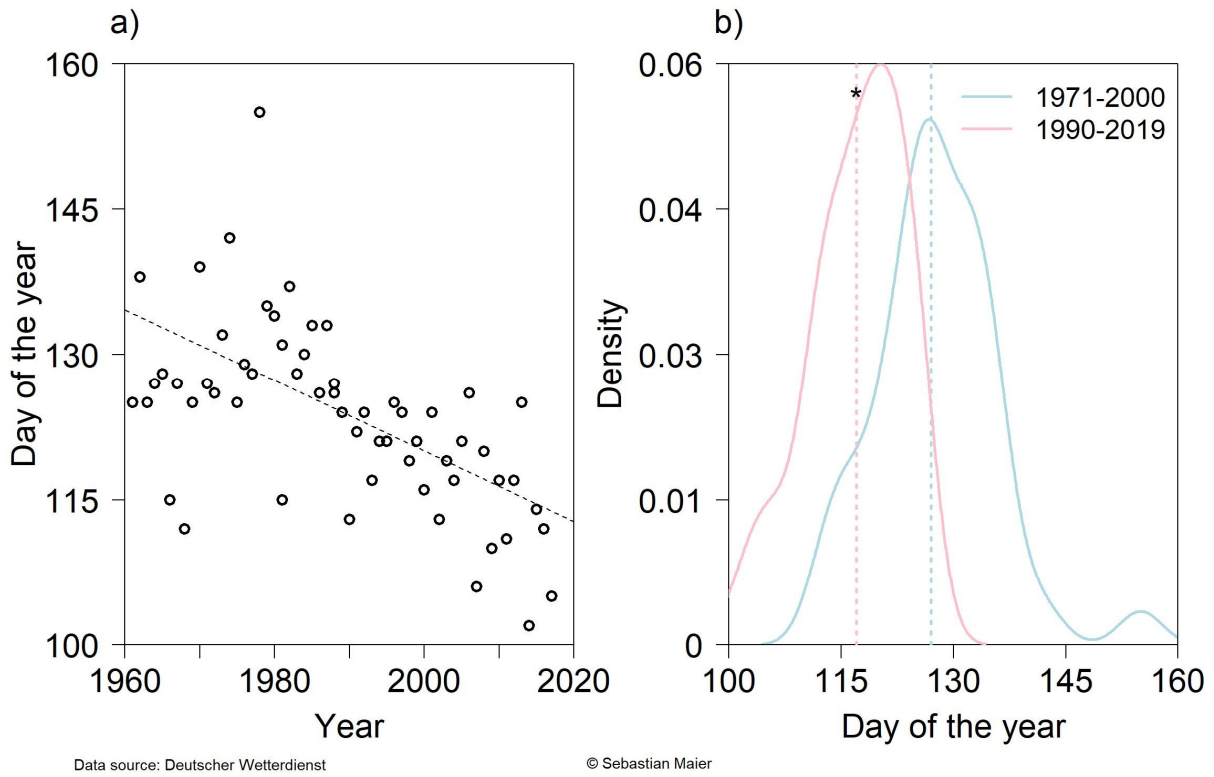 a)
160
145
130
115
100
Day of the year
1960
1980
2000
2020
Year
b)
0.06
0.04
0.03
0.01
0
Density
*
1971-2000
1990-2019
100
115
130
145
160
Day of the year
Data source: Deutscher Wetterdienst
© Sebastian Maier